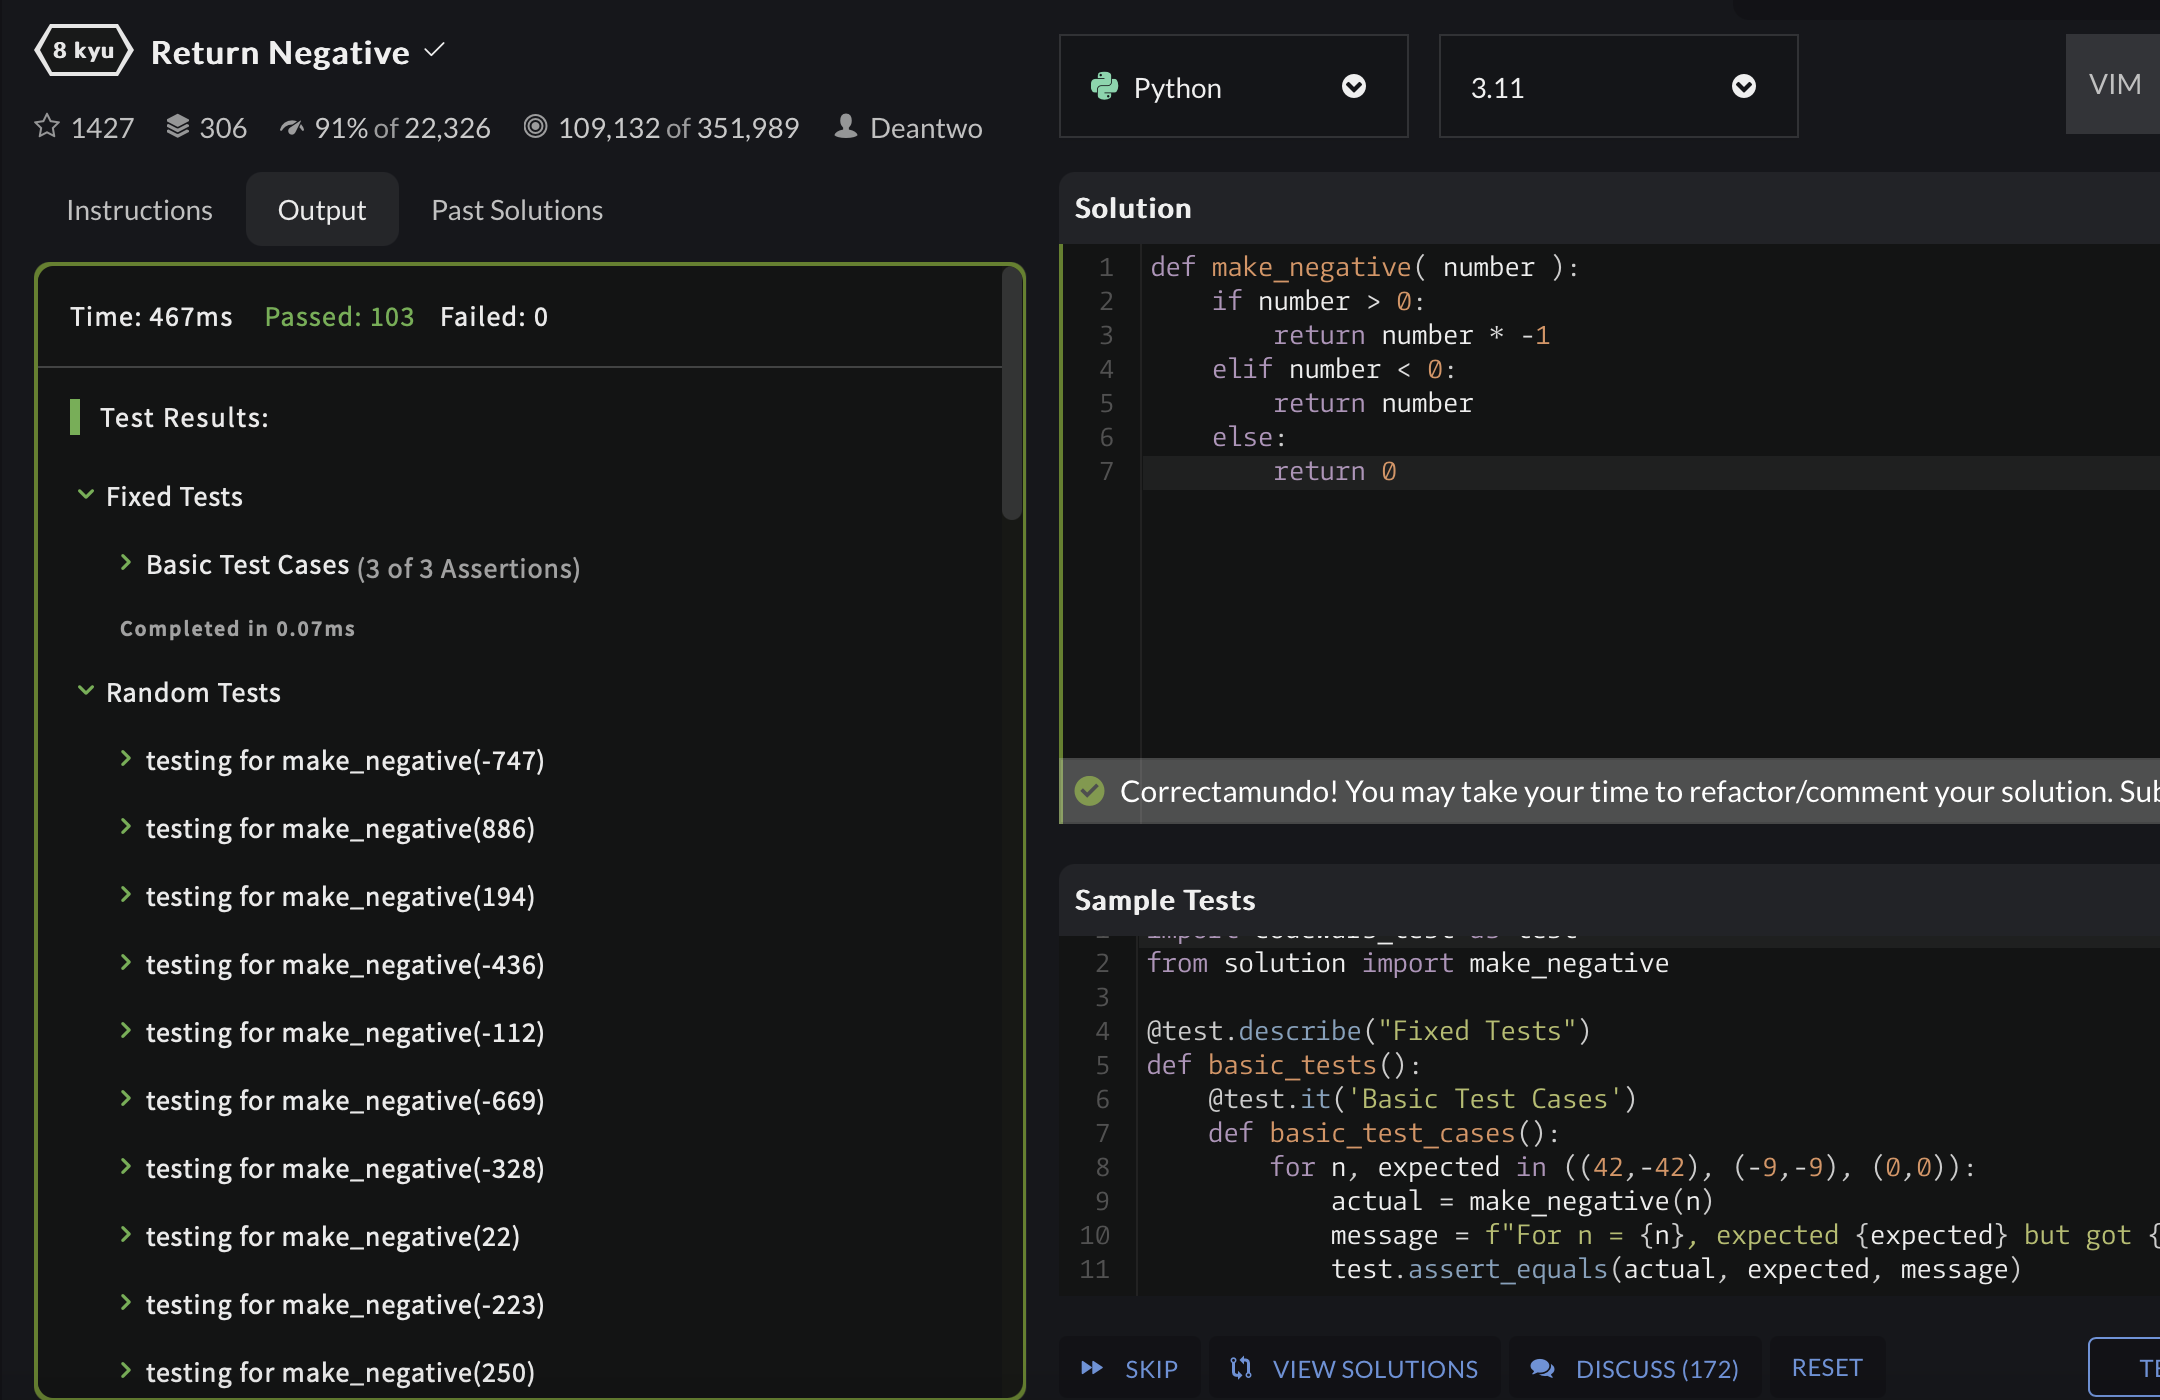 8 kyu Return Negative
1427 306 91% of 22,326 109,132 of 351,989 Deantwo
Instructions Output Past Solutions
Time: 467ms Passed: 103 Failed: 0
Test Results:
Fixed Tests
Basic Test Cases (3 of 3 Assertions)
Completed in 0.07ms
Random Tests
testing for make_negative(-747)
testing for make_negative(886)
testing for make_negative(194)
testing for make_negative(-436)
testing for make_negative(-112)
testing for make_negative(-669)
testing for make_negative(-328)
testing for make_negative(22)
testing for make_negative(-223)
testing for make_negative(250)
Python 3.11 VIM
Solution
1 def make_negative( number ):
2     if number > 0:
3         return number * -1
4     elif number < 0:
5         return number
6     else:
7         return 0
Correctamundo! You may take your time to refactor/comment your solution. Sub
Sample Tests
import codewars_test as test
2 from solution import make_negative
3
4 @test.describe("Fixed Tests")
5 def basic_tests():
6     @test.it('Basic Test Cases')
7     def basic_test_cases():
8         for n, expected in ((42,-42), (-9,-9), (0,0)):
9             actual = make_negative(n)
10             message = f"For n = {n}, expected {expected} but got {
11             test.assert_equals(actual, expected, message)
SKIP VIEW SOLUTIONS DISCUSS (172) RESET TE